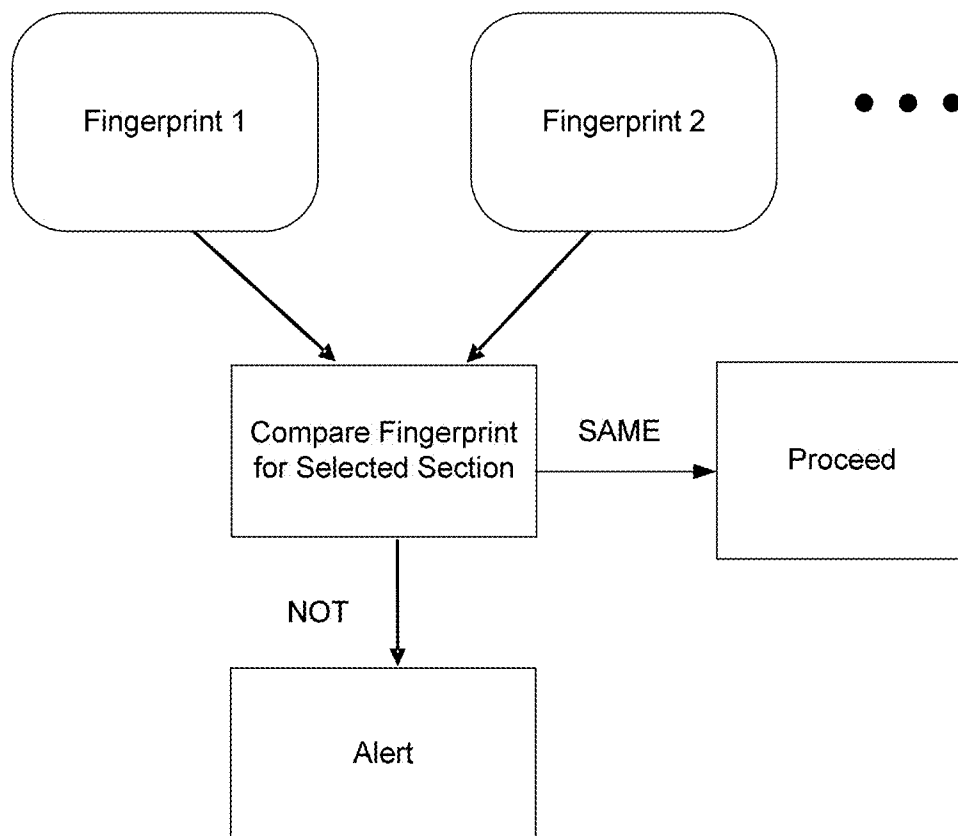 Fingerprint 1
Fingerprint 2
Compare Fingerprint
for Selected Section
SAME
Proceed
NOT
Alert